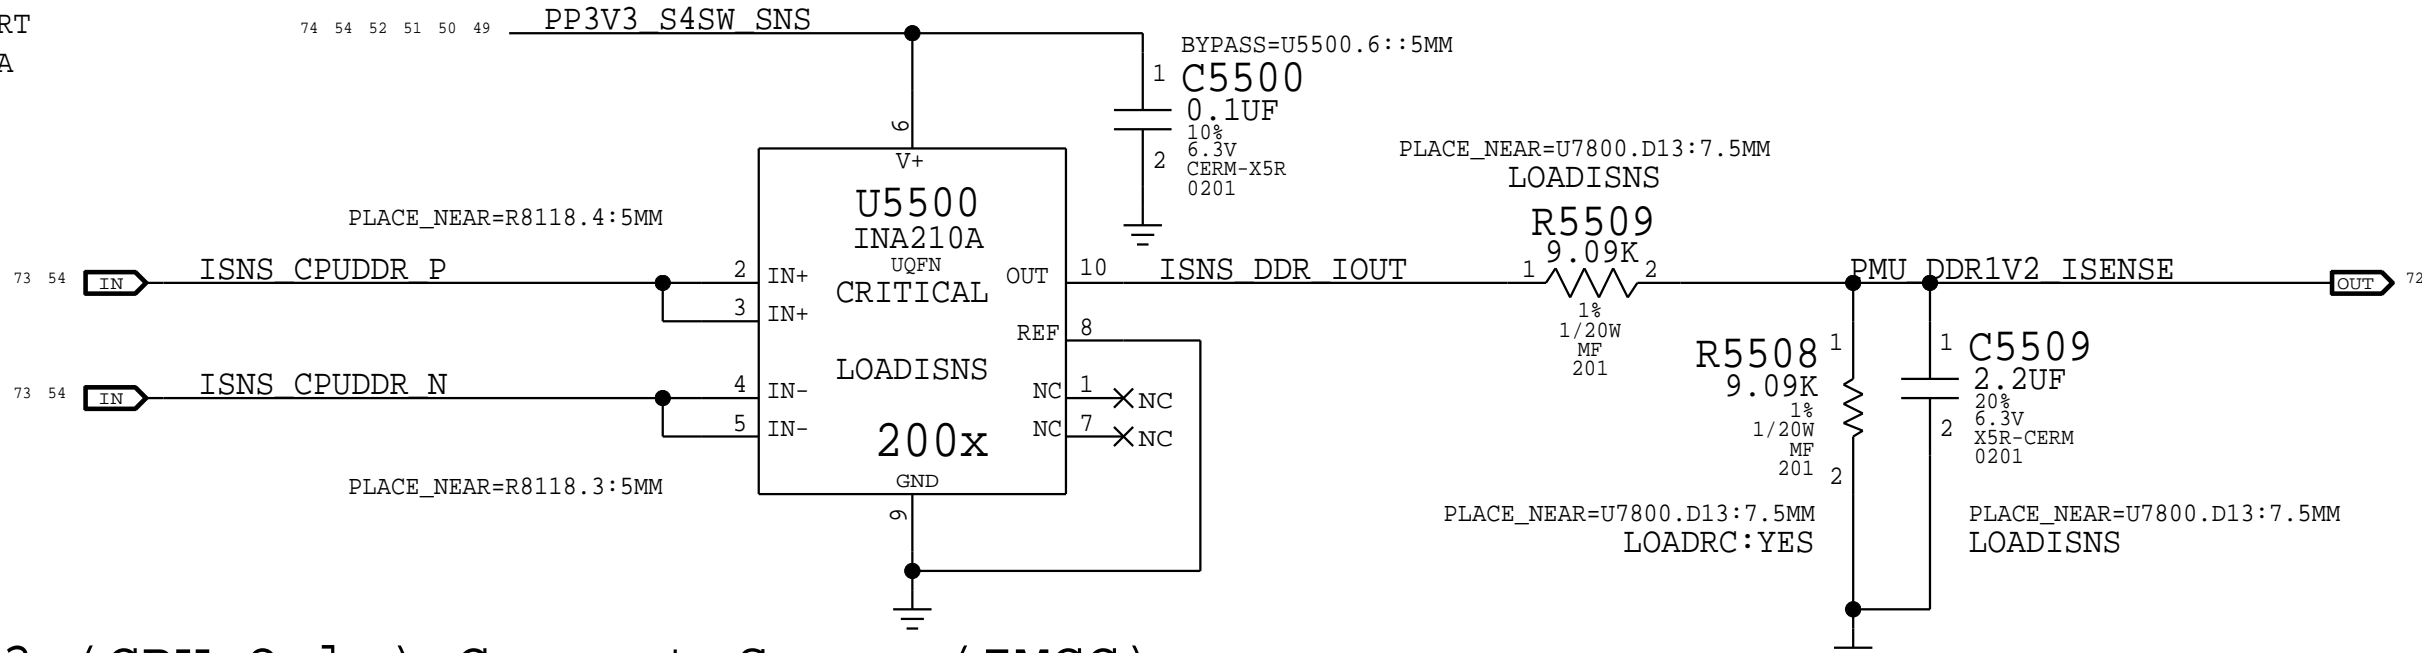 RT
A
74 54 52 51 50 49
PP3V3_S4SW_SNS
BYPASS=U5500.6::5MM
1
C5500
0.1UF
10%
6.3V
CERM-X5R
0201
2
6
V+
U5500
INA210A
UQFN
CRITICAL
LOADISNS
200x
GND
9
PLACE_NEAR=R8118.4:5MM
73 54
IN
ISNS_CPUDDR_P
2
IN+
3
IN+
73 54
IN
ISNS_CPUDDR_N
4
IN-
5
IN-
PLACE_NEAR=R8118.3:5MM
OUT
10
ISNS_DDR_IOUT
REF
8
NC
1
NC
NC
7
NC
PLACE_NEAR=U7800.D13:7.5MM
LOADISNS
R5509
9.09K
1
2
1%
1/20W
MF
201
PMU_DDR1V2_ISENSE
OUT
72
R5508
9.09K
1%
1/20W
MF
201
1
2
PLACE_NEAR=U7800.D13:7.5MM
LOADRC:YES
1
C5509
2.2UF
20%
6.3V
X5R-CERM
0201
2
PLACE_NEAR=U7800.D13:7.5MM
LOADISNS